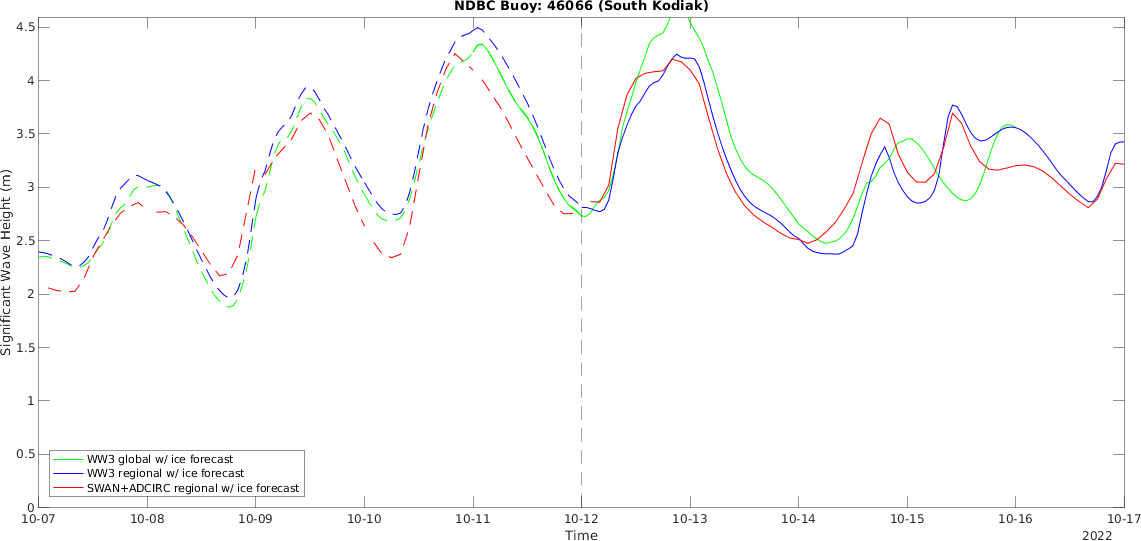 NDBC Buoy: 46066 (South Kodiak)
4.5
4
3.5
3
2.5
2
1.5
1
0.5
0
Significant Wave Height (m)
WW3 global w/ ice forecast
WW3 regional w/ ice forecast
SWAN+ADCIRC regional w/ ice forecast
10-07 10-08 10-09 10-10 10-11 10-12 10-13 10-14 10-15 10-16 10-17
Time
2022